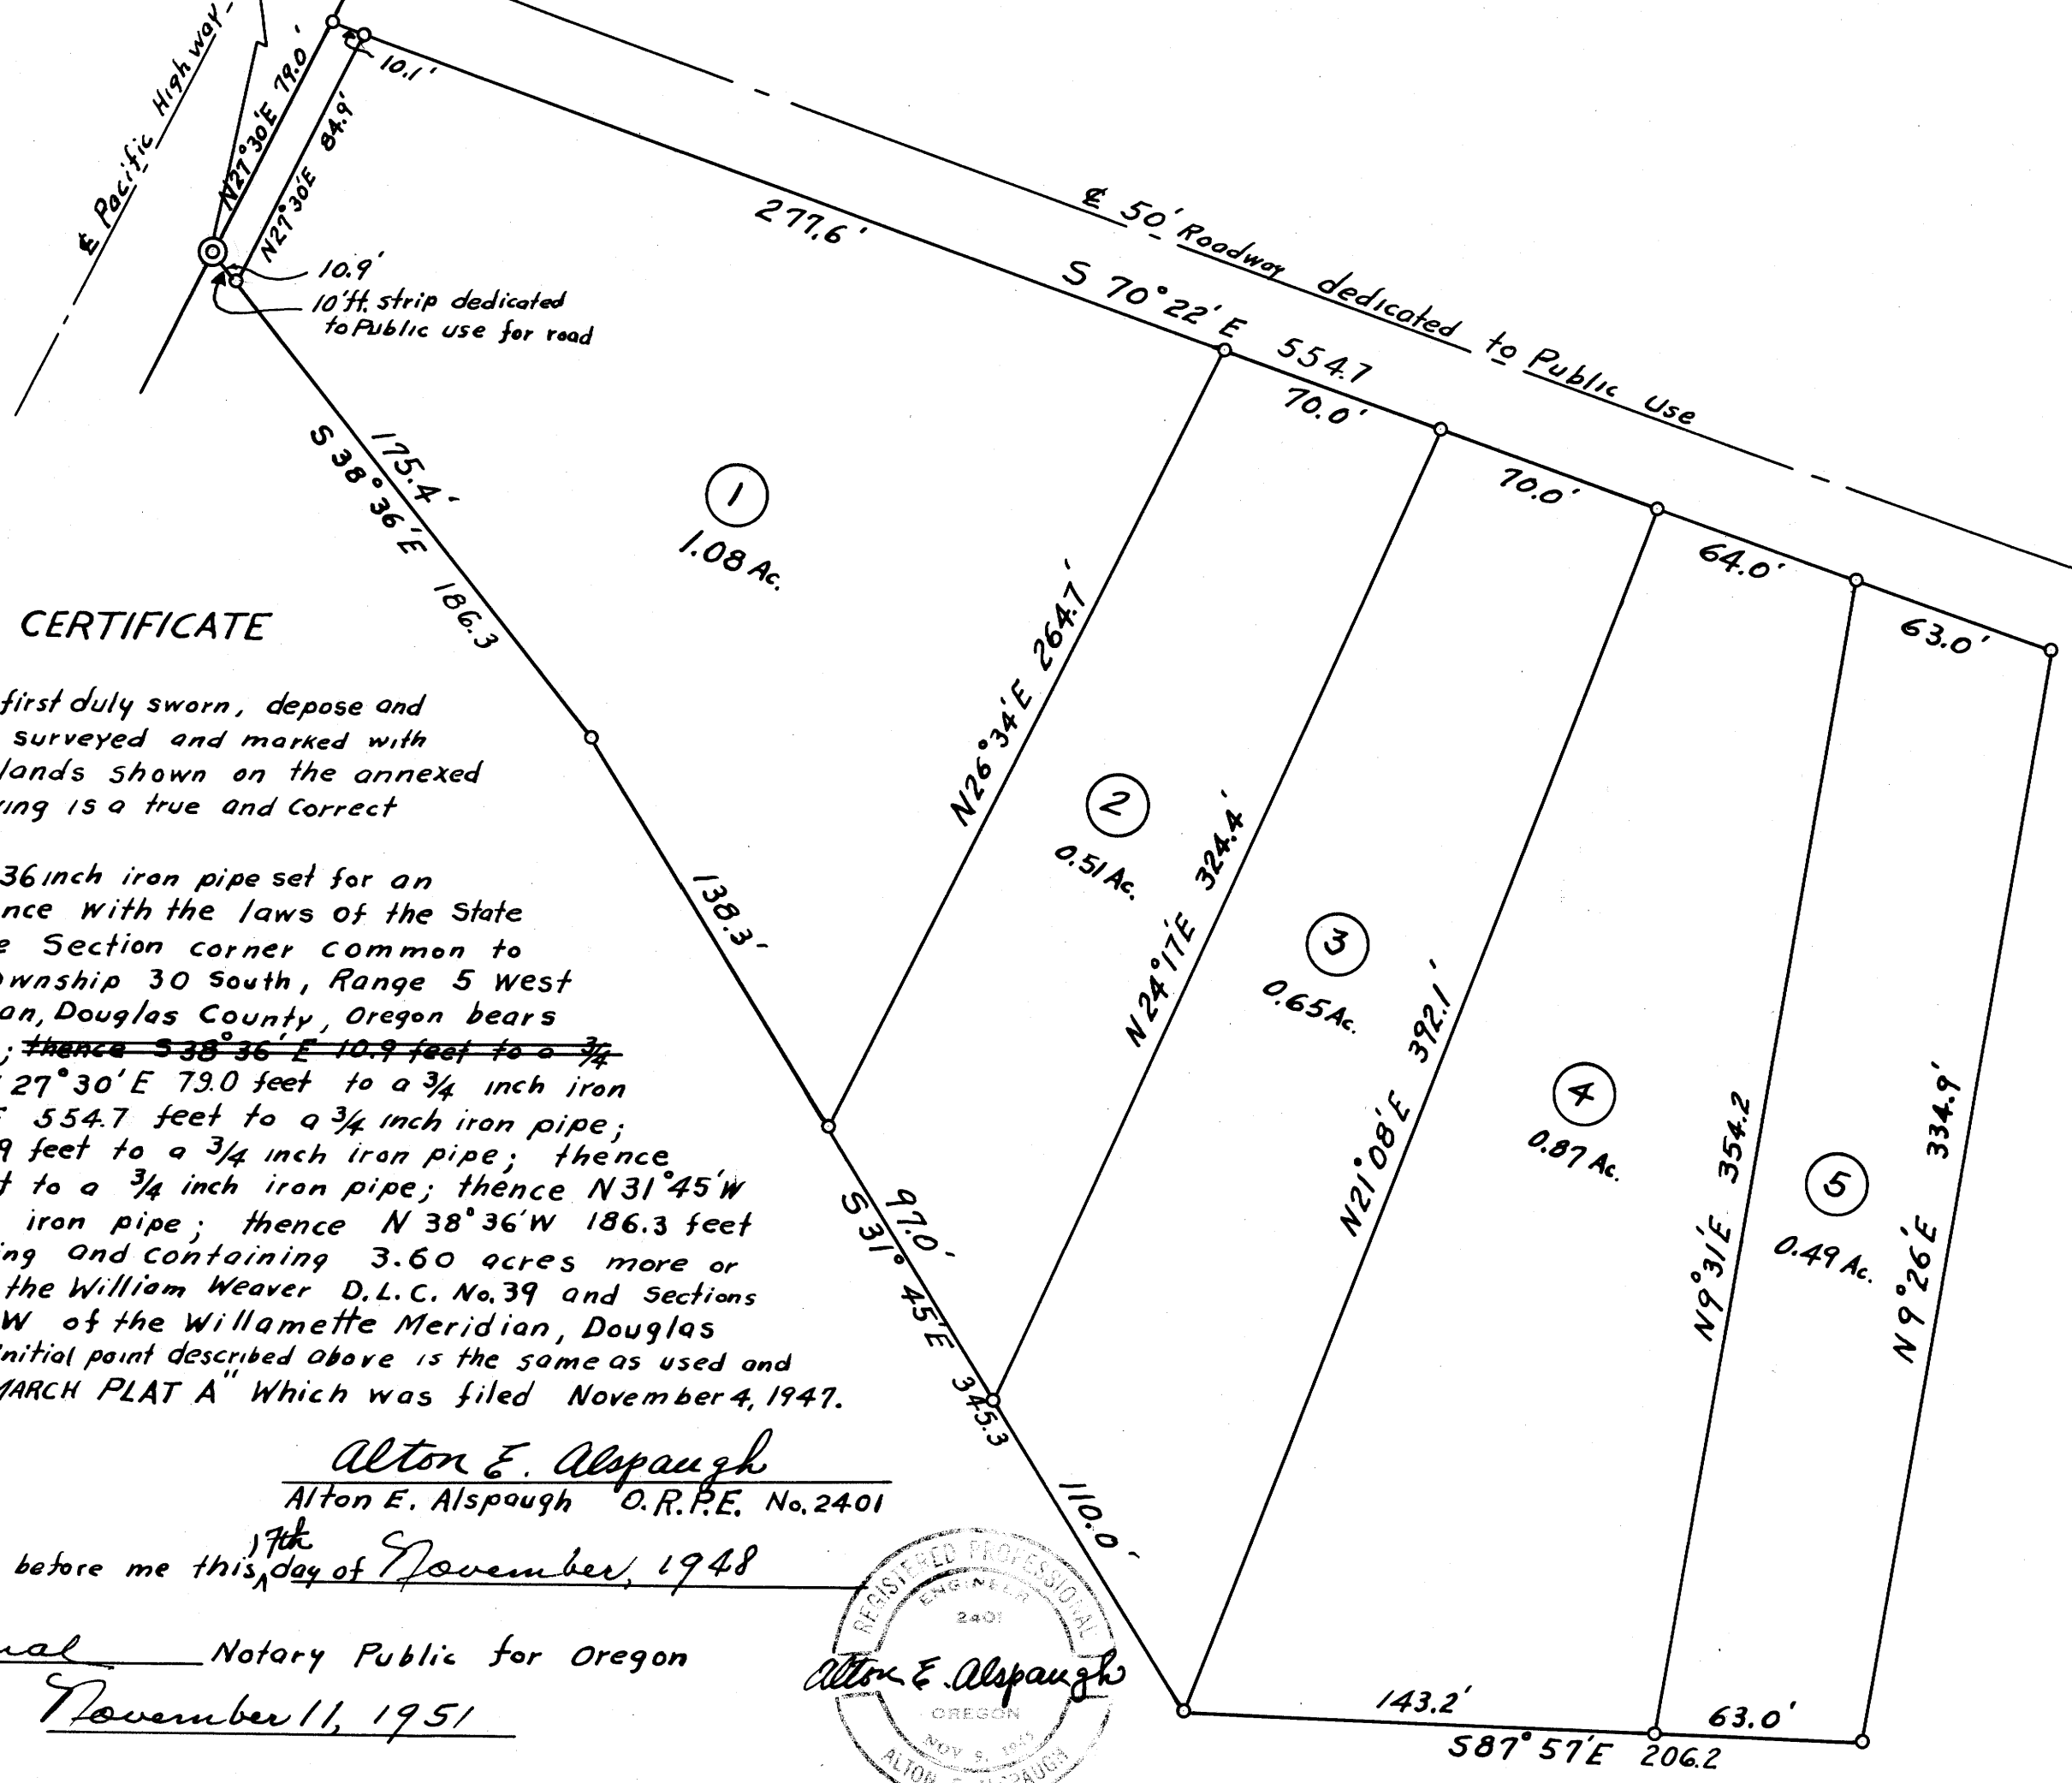 ℄ Pacific Highway
N27°30'E 79.0'
N27°30'E 84.9'
10.1'
10.9'
10'ft. strip dedicated
to Public use for road
277.6'
℄ 50' Roadway dedicated to Public Use
S 70°22' E 554.7
70.0'
70.0'
64.0'
63.0'
175.4'
S 38°36'E 186.3
1
1.08 Ac.
N26°34'E 264.7'
138.3'
2
0.51 Ac.
N24°17'E 324.4'
3
0.65 Ac.
N21°08'E 392.1'
4
0.87 Ac.
N9°31'E 354.2
5
0.49 Ac.
N9°26'E 334.9'
97.0'
S 31°45'E 345.3
110.0'
143.2'
63.0'
S87°57'E 206.2
CERTIFICATE
first duly sworn, depose and
surveyed and marked with
lands shown on the annexed
ing is a true and correct
36 inch iron pipe set for an
nce with the laws of the State
e Section corner common to
ownship 30 South, Range 5 West
an, Douglas County, Oregon bears
; thence S 38°36' E 10.9 feet to a 3/4
27°30'E 79.0 feet to a 3/4 inch iron
E 554.7 feet to a 3/4 inch iron pipe;
9 feet to a 3/4 inch iron pipe; thence
t to a 3/4 inch iron pipe; thence N31°45'W
iron pipe; thence N 38°36'W 186.3 feet
ing and containing 3.60 acres more or
the William Weaver D.L.C. No. 39 and Sections
W of the Willamette Meridian, Douglas
initial point described above is the same as used and
MARCH PLAT A" Which was filed November 4, 1947.
Alton E. Alspaugh
Alton E. Alspaugh O.R.P.E. No. 2401
before me this 17th day of November, 1948
Notary Public for Oregon
November 11, 1951
REGISTERED PROFESSIONAL
ENGINEER
2401
Alton E. Alspaugh
OREGON
NOV 9, 1945
ALTON E. ALSPAUGH